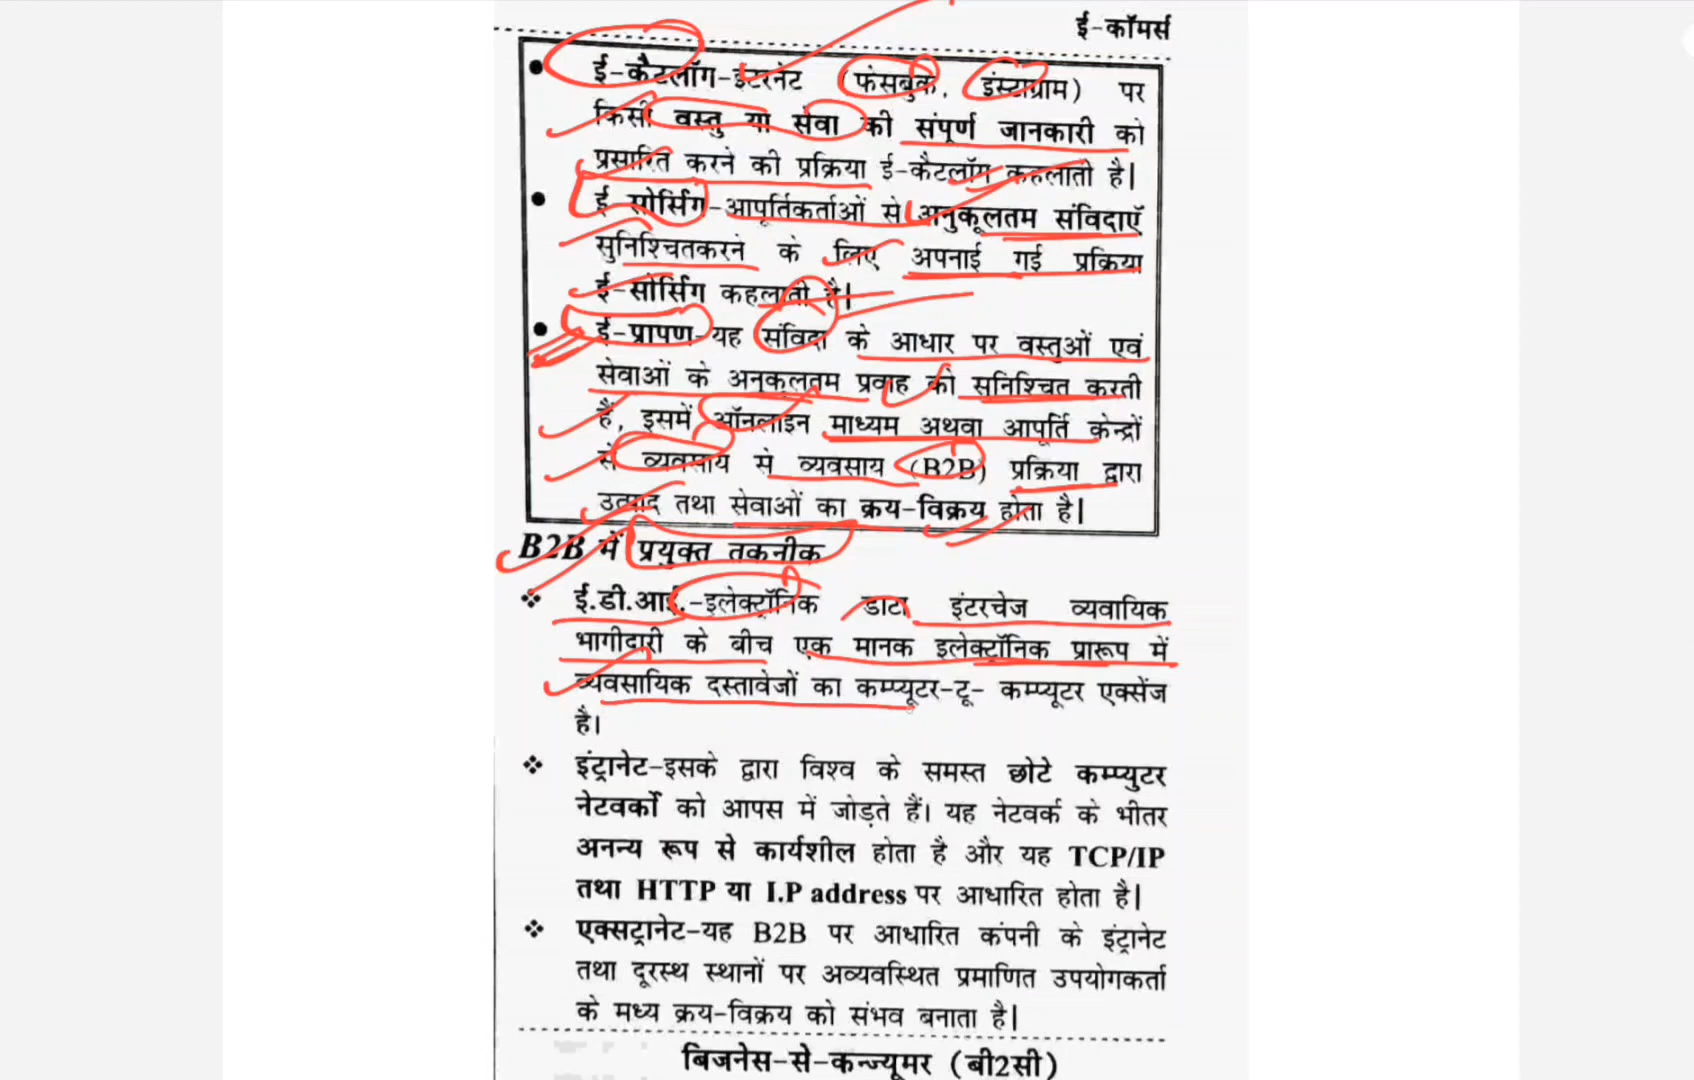 ई-कॉमर्स
● ई-कैटलॉग-इंटरनेट (फेसबुक, इंस्टाग्राम) पर
किसी वस्तु या सेवा की संपूर्ण जानकारी को
प्रसारित करने की प्रक्रिया ई-कैटलॉग कहलाती है|
● ई-सोर्सिंग-आपूर्तिकर्ताओं से अनुकूलतम संविदाएँ
सुनिश्चितकरने के लिए अपनाई गई प्रक्रिया
ई-सोर्सिंग कहलाती है|
● ई-प्रापण-यह संविदा के आधार पर वस्तुओं एवं
सेवाओं के अनुकूलतम प्रवाह को सुनिश्चित करती
है, इसमें ऑनलाइन माध्यम अथवा आपूर्ति केन्द्रों
से व्यवसाय से व्यवसाय (B2B) प्रक्रिया द्वारा
उत्पाद तथा सेवाओं का क्रय-विक्रय होता है|
B2B में प्रयुक्त तकनीक
❖ ई.डी.आई.-इलेक्ट्रॉनिक डाटा इंटरचेज व्यवायिक
भागीदारी के बीच एक मानक इलेक्ट्रॉनिक प्रारूप में
व्यवसायिक दस्तावेजों का कम्प्यूटर-टू- कम्प्यूटर एक्सेंज
है।
❖ इंट्रानेट-इसके द्वारा विश्व के समस्त छोटे कम्प्युटर
नेटवर्कों को आपस में जोड़ते हैं। यह नेटवर्क के भीतर
अनन्य रूप से कार्यशील होता है और यह TCP/IP
तथा HTTP या I.P address पर आधारित होता है|
❖ एक्सट्रानेट-यह B2B पर आधारित कंपनी के इंट्रानेट
तथा दूरस्थ स्थानों पर अव्यवस्थित प्रमाणित उपयोगकर्ता
के मध्य क्रय-विक्रय को संभव बनाता है|
बिजनेस-से-कन्ज्यूमर (बी2सी)